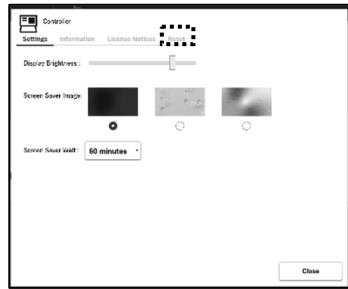 Controller
Settings Information License Notices Reset
Display Brightness :
Screen Saver Image:
Screen Saver Wait : 60 minutes
Close